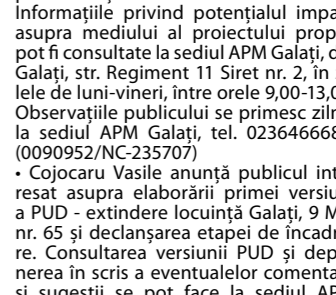 Informațiile privind potențialul impa
asupra mediului al proiectului prop
pot fi consultate la sediul APM Galați, d
Galați, str. Regiment 11 Siret nr. 2, în z
lele de luni-vineri, între orele 9,00-13,0
Observațiile publicului se primesc ziln
la sediul APM Galați, tel. 023646668
(0090952/NC-235707)
• Cojocaru Vasile anunță publicul int
resat asupra elaborării primei versiu
a PUD - extindere locuință Galați, 9 M
nr. 65 și declanșarea etapei de încadr
re. Consultarea versiunii PUD și dep
nerea în scris a eventualelor comenta
și sugestii se pot face la sediul AP